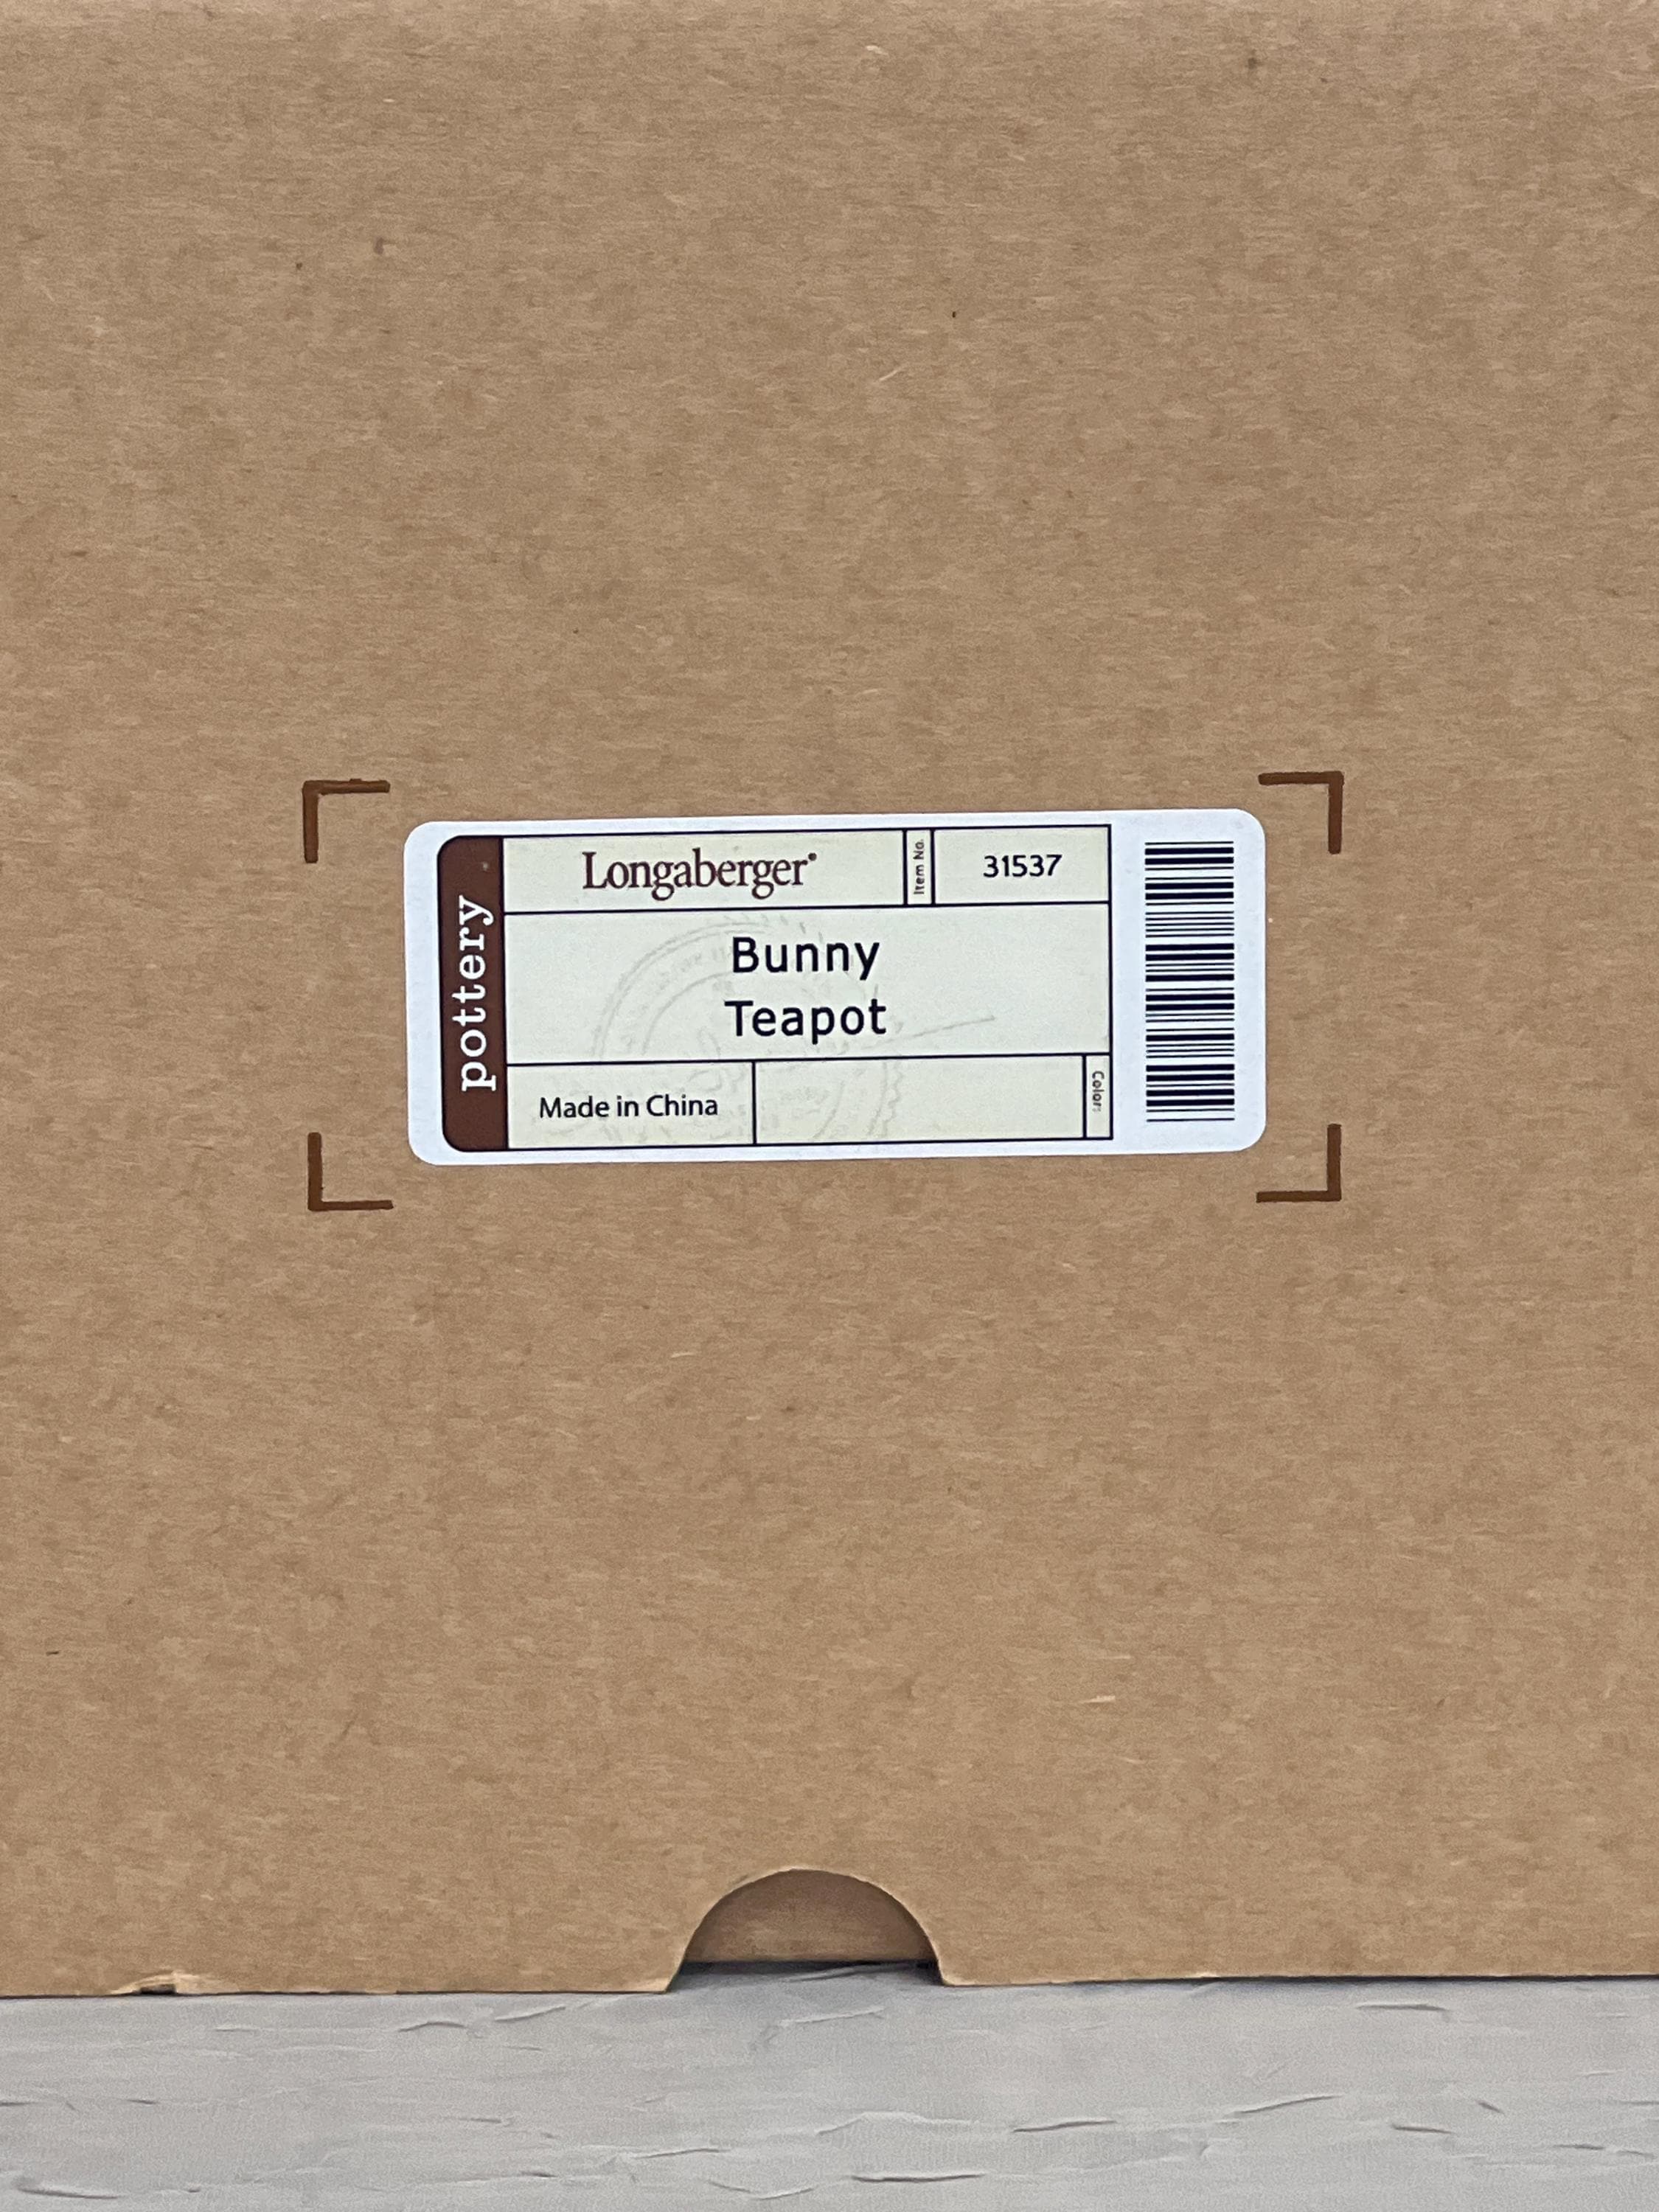 pottery
Longaberger®
Item No.
31537
Bunny
Teapot
Made in China
Color: